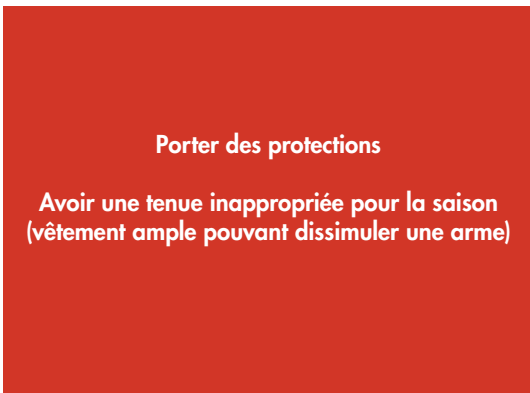 Porter des protections
Avoir une tenue inappropriée pour la saison
(vêtement ample pouvant dissimuler une arme)